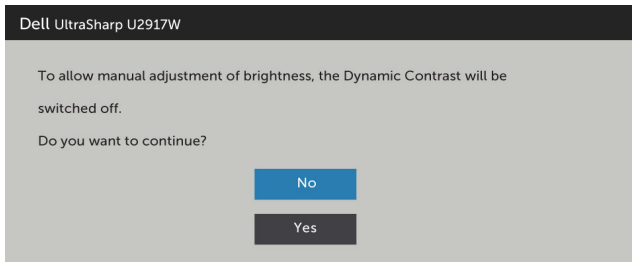 Dell UltraSharp U2917W
To allow manual adjustment of brightness, the Dynamic Contrast will be
switched off.
Do you want to continue?
No
Yes